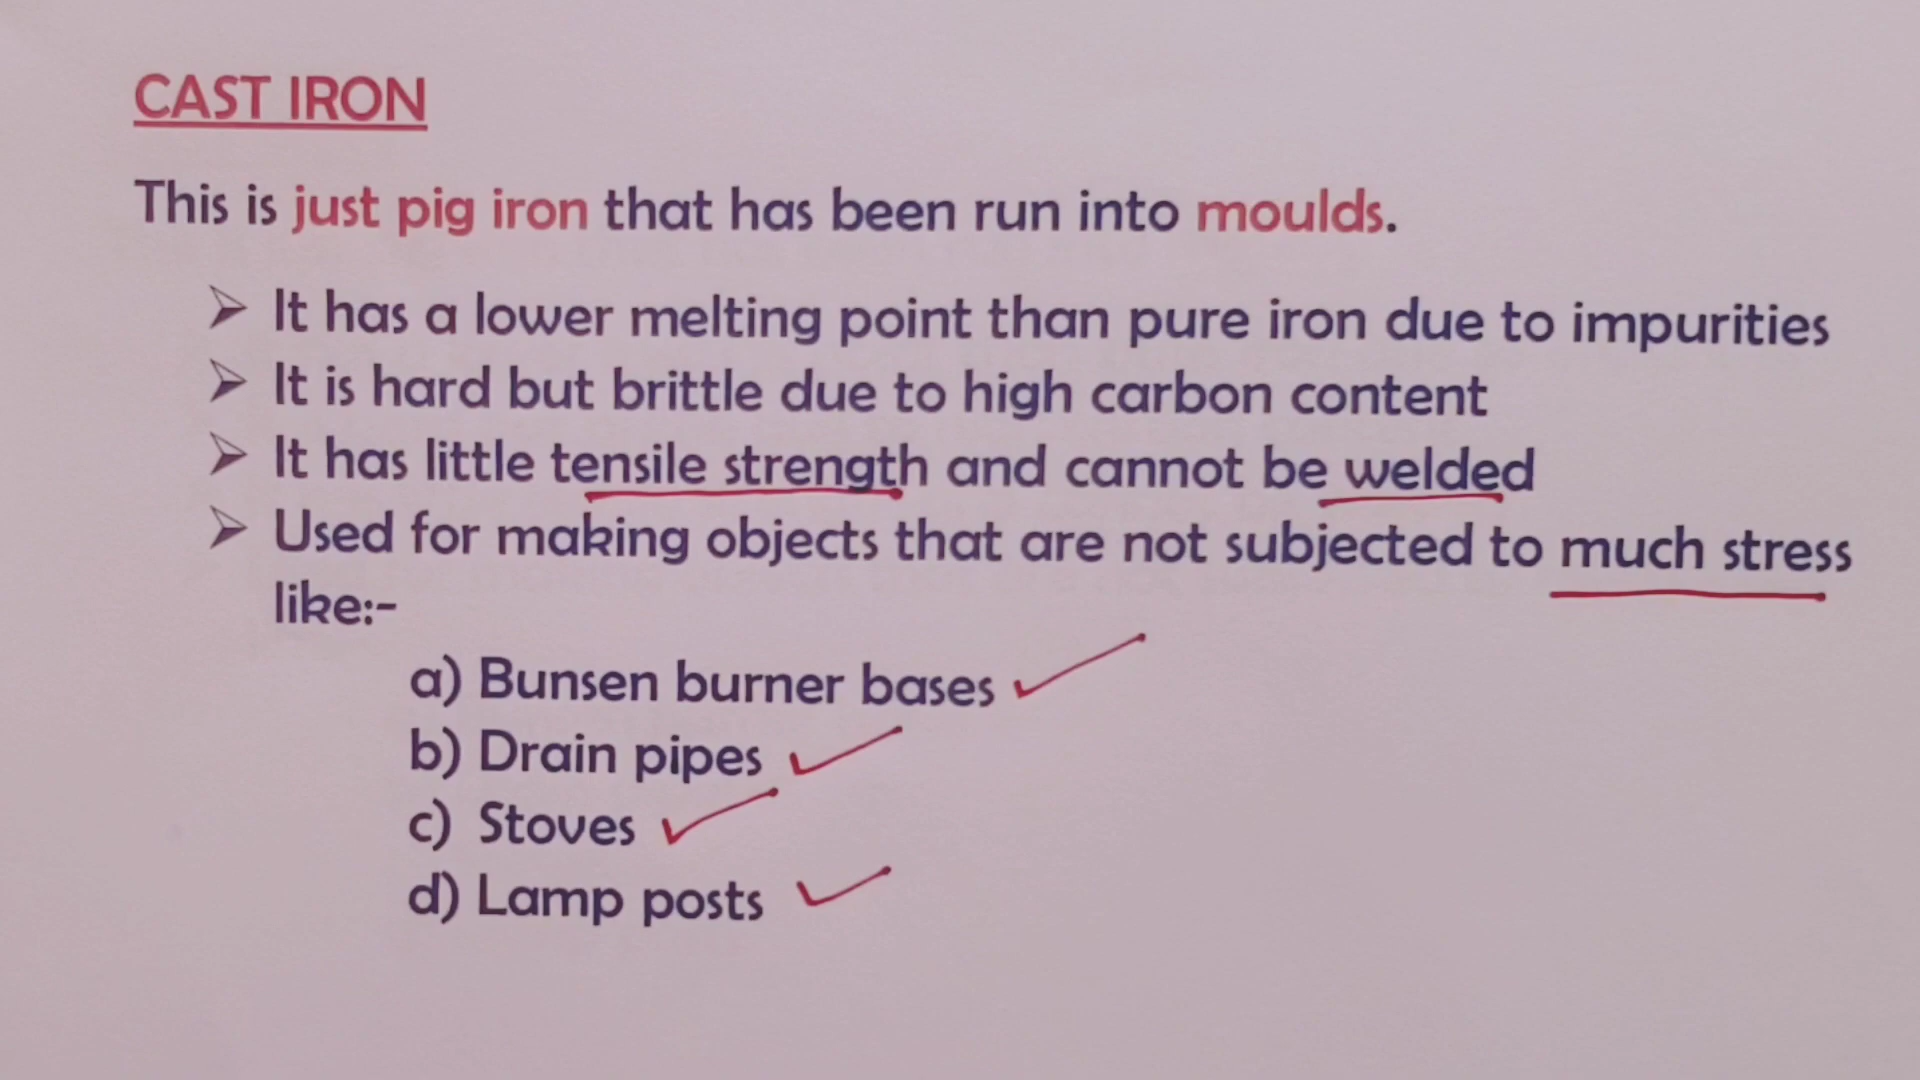 CAST IRON
This is just pig iron that has been run into moulds.
➢ It has a lower melting point than pure iron due to impurities
➢ It is hard but brittle due to high carbon content
➢ It has little tensile strength and cannot be welded
➢ Used for making objects that are not subjected to much stress
like:-
a) Bunsen burner bases
b) Drain pipes
c) Stoves
d) Lamp posts